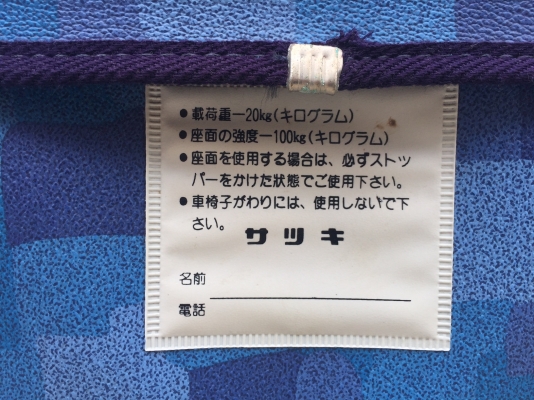 ●載荷重一20kg(キログラム)
●座面の強度一100kg(キログラム)
●座面を使用する場合は、必ずストッ
パーをかけた状態でご使用下さい。
●車椅子がわりには、使用しないで下
さい。
サツキ
名前
電話